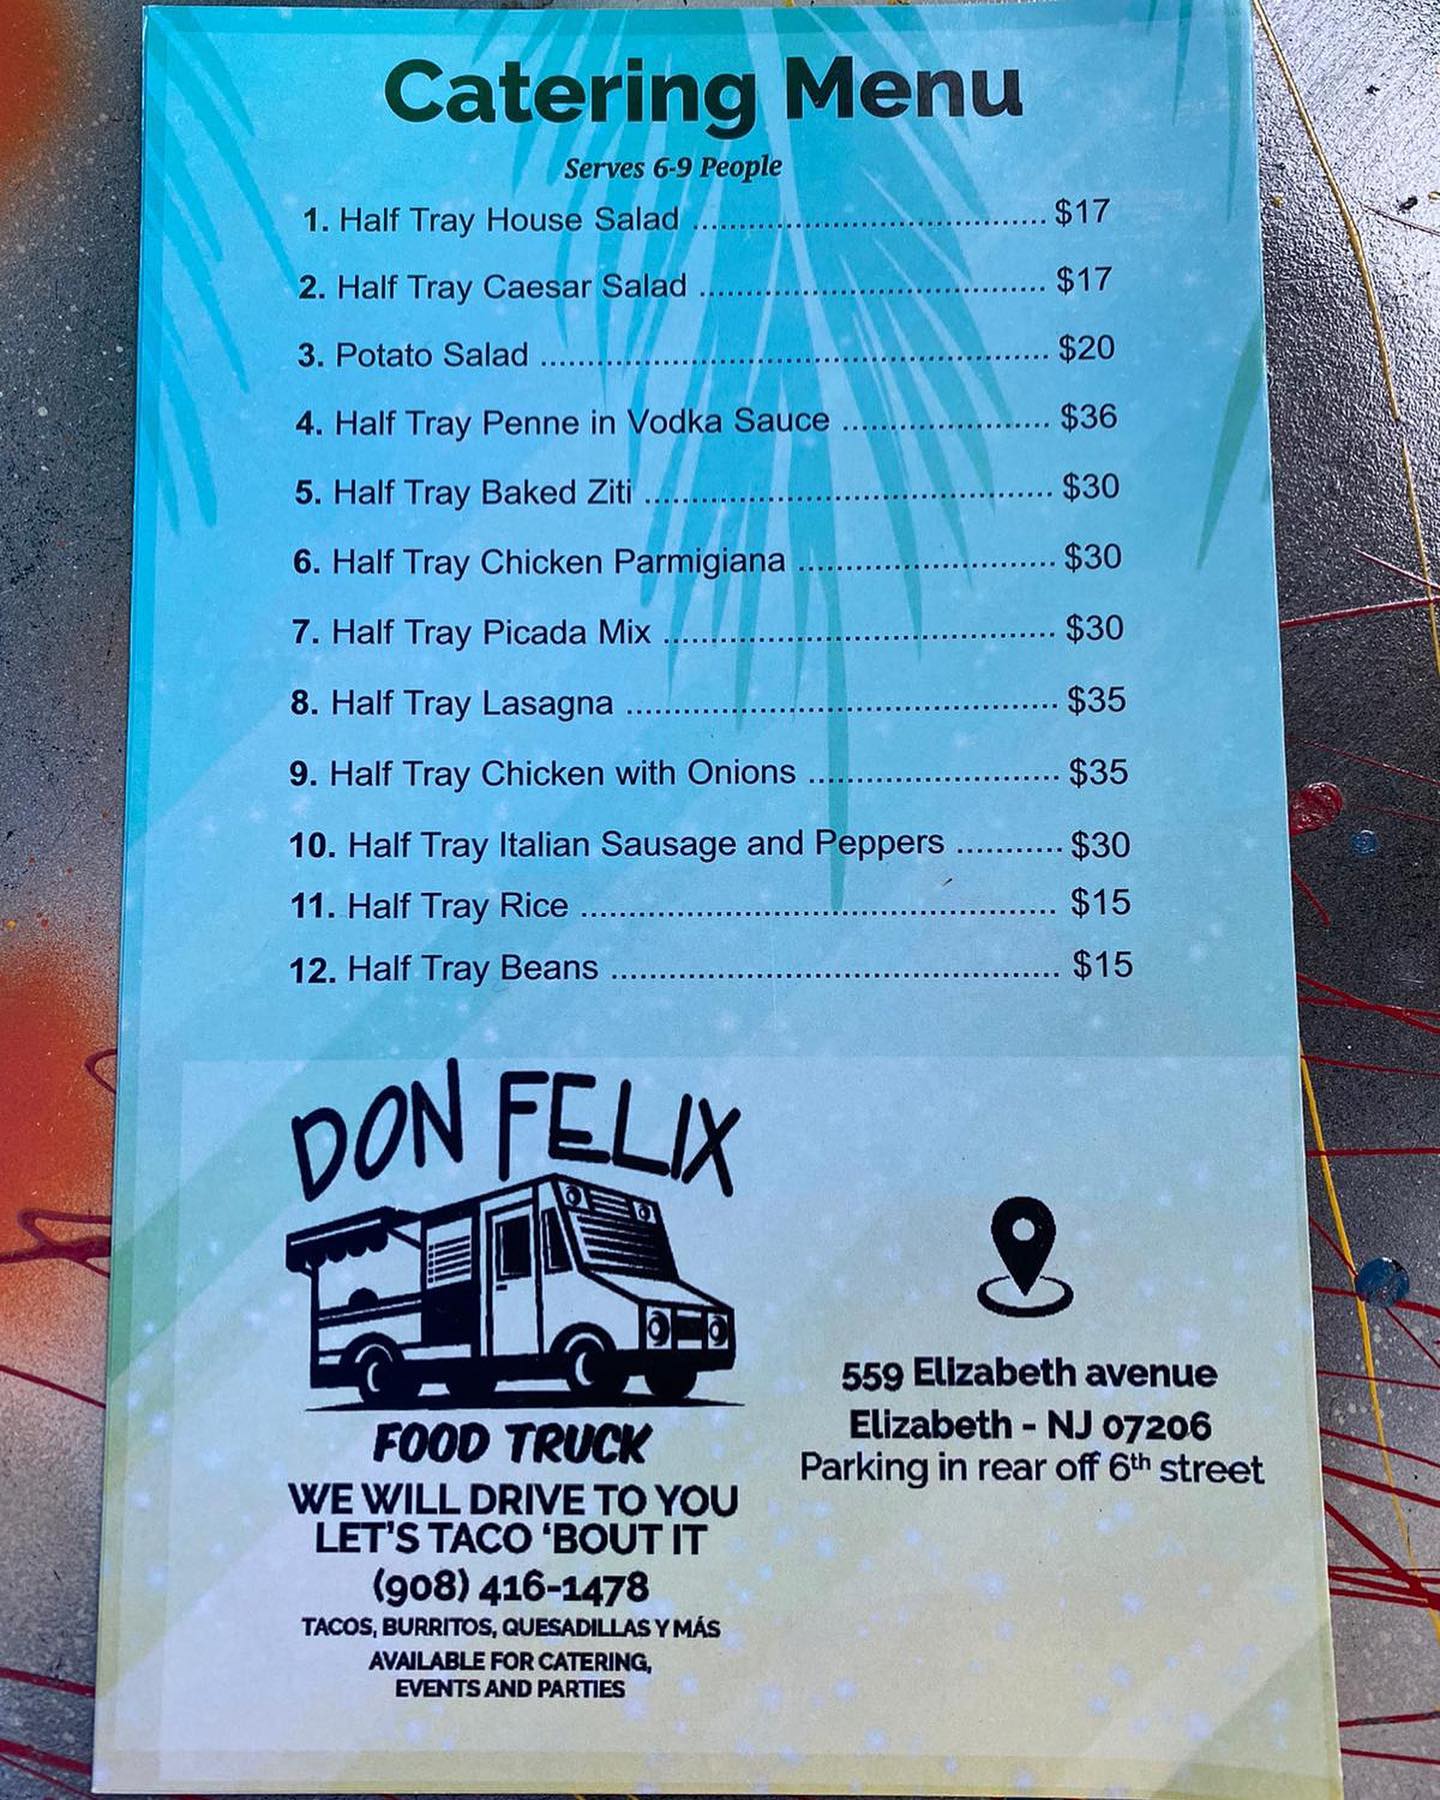 Catering Menu
Serves 6-9 People
1. Half Tray House Salad ........................................ $17
2. Half Tray Caesar Salad ....................................... $17
3. Potato Salad ........................................................ $20
4. Half Tray Penne in Vodka Sauce ....................... $36
5. Half Tray Baked Ziti ............................................. $30
6. Half Tray Chicken Parmigiana ............................ $30
7. Half Tray Picada Mix ........................................... $30
8. Half Tray Lasagna ............................................... $35
9. Half Tray Chicken with Onions ........................... $35
10. Half Tray Italian Sausage and Peppers ........... $30
11. Half Tray Rice .................................................... $15
12. Half Tray Beans ................................................. $15
DON FELIX
FOOD TRUCK
WE WILL DRIVE TO YOU
LET'S TACO 'BOUT IT
(908) 416-1478
TACOS, BURRITOS, QUESADILLAS Y MÁS
AVAILABLE FOR CATERING,
EVENTS AND PARTIES
559 Elizabeth avenue
Elizabeth - NJ 07206
Parking in rear off 6th street